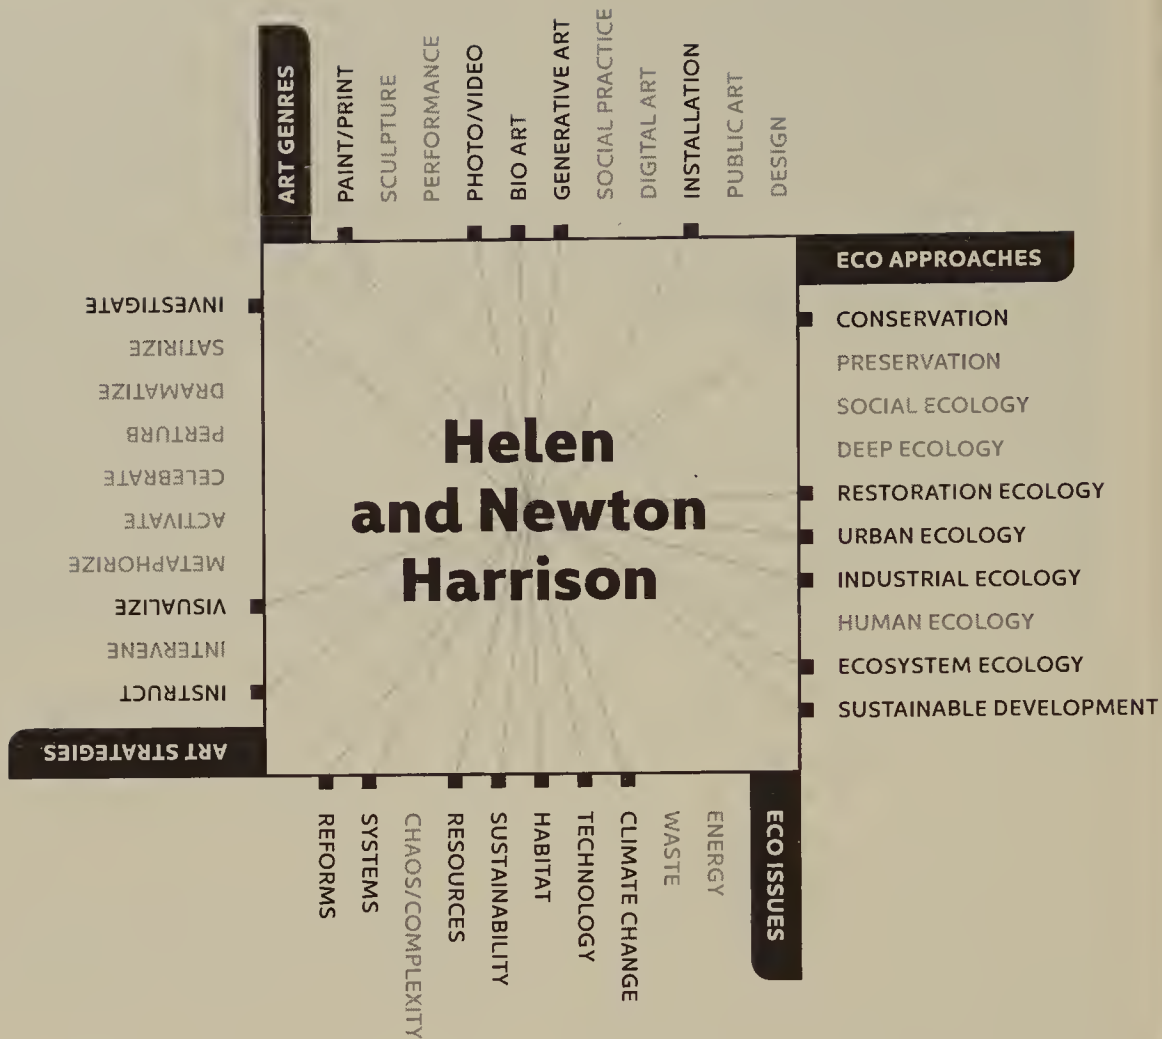 ART GENRES
PAINT/PRINT
SCULPTURE
PERFORMANCE
PHOTO/VIDEO
BIO ART
GENERATIVE ART
SOCIAL PRACTICE
DIGITAL ART
INSTALLATION
PUBLIC ART
DESIGN
ECO APPROACHES
CONSERVATION
PRESERVATION
SOCIAL ECOLOGY
DEEP ECOLOGY
RESTORATION ECOLOGY
URBAN ECOLOGY
INDUSTRIAL ECOLOGY
HUMAN ECOLOGY
ECOSYSTEM ECOLOGY
SUSTAINABLE DEVELOPMENT
ECO ISSUES
ENERGY
WASTE
CLIMATE CHANGE
TECHNOLOGY
HABITAT
SUSTAINABILITY
RESOURCES
CHAOS/COMPLEXITY
SYSTEMS
REFORMS
ART STRATEGIES
INSTRUCT
INTERVENE
VISUALIZE
METAPHORIZE
ACTIVATE
CELEBRATE
PERTURB
DRAMATIZE
SATIRIZE
INVESTIGATE
Helen
and Newton
Harrison